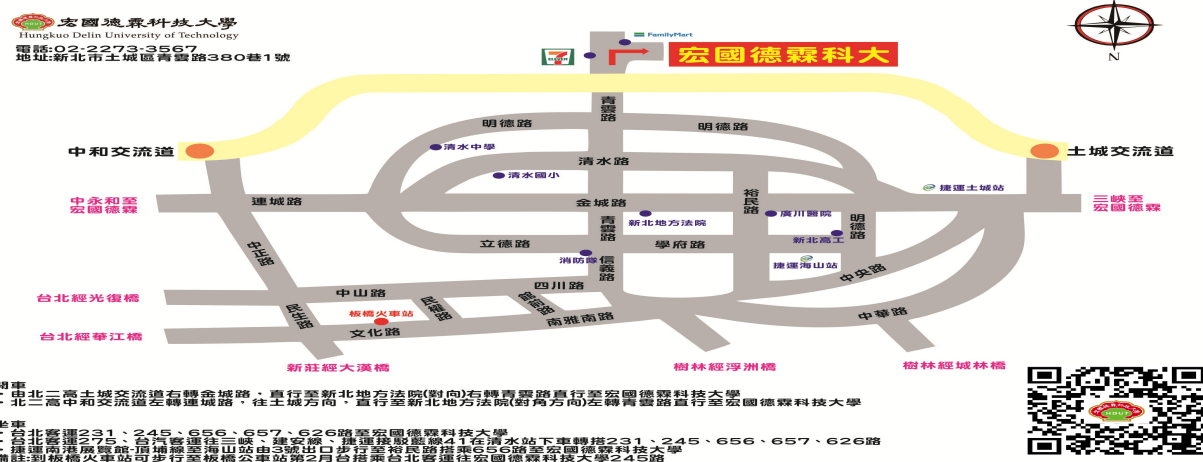 宏國德霖科技大學
Hungkuo Delin University of Technology
電話:02-2273-3567
地址:新北市土城區青雲路380巷1號
7
ELEVEN
FamilyMart
宏國德霖科大
N
青雲路
明德路
明德路
清水中學
中和交流道
土城交流道
清水路
清水國小
捷運土城站
中永和至
宏國德霖
連城路
金城路
裕民路
三峽至
宏國德霖
新北地方法院
廣川醫院
明德路
青雲路
新北高工
中正路
立德路
學府路
消防隊
信義路
捷運海山站
中央路
四川路
台北經光復橋
中山路
民生路
民權路
館前路
板橋火車站
南雅南路
中華路
台北經華江橋
文化路
新莊經大漢橋
樹林經浮洲橋
樹林經城林橋
開車
・由北二高土城交流道右轉金城路、直行至新北地方法院(對向)右轉青雲路直行至宏國德霖科技大學
・北二高中和交流道左轉連城路，往土城方向，直行至新北地方法院(對角方向)左轉青雲路直行至宏國德霖科技大學
坐車
・台北客運231、245、656、657、626路至宏國德霖科技大學
・台北客運275、台汽客運往三峽、建安線、捷運接駁藍線41在清水站下車轉搭231、245、656、657、626路
・捷運南港展覽館-頂埔線至海山站由3號出口步行至裕民路搭乘656路至宏國德霖科技大學
備註:到板橋火車站可步行至板橋公車站第2月台搭乘台北客運往宏國德霖科技大學245路
HDUT